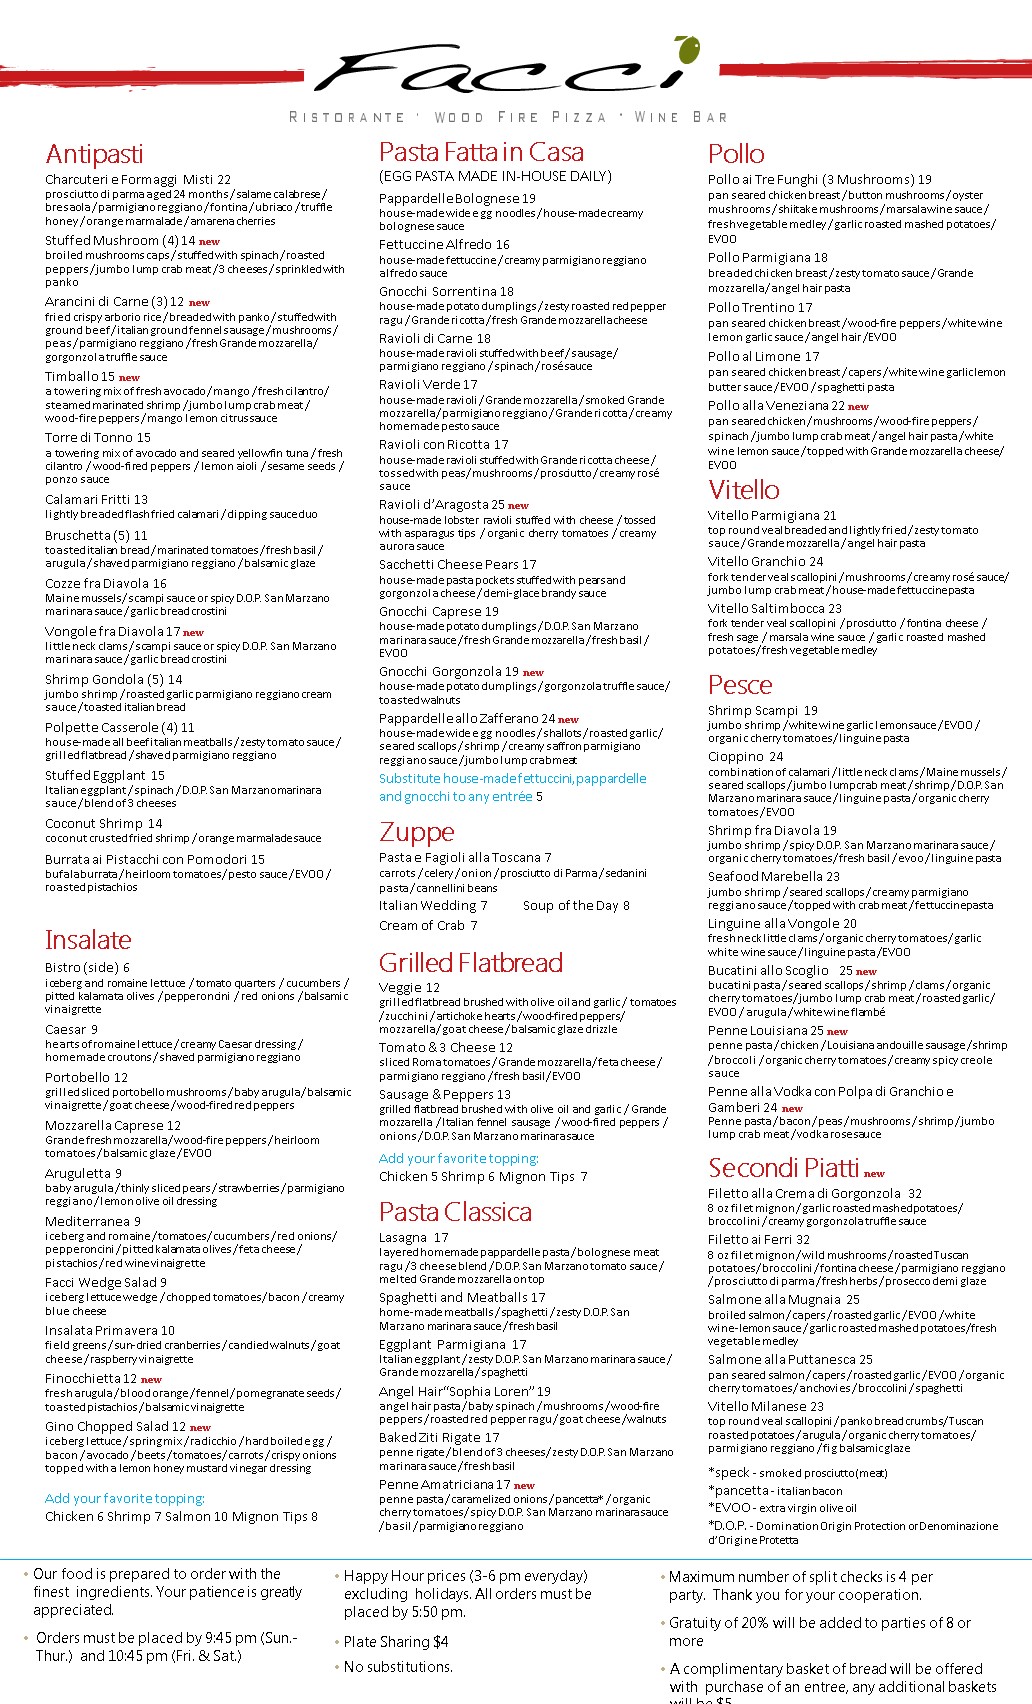 Facci
Ristorante · Wood Fire Pizza · Wine Bar
Antipasti
Charcuteri e Formaggi Misti 22
prosciutto di parma aged 24 months / salame calabrese /
bresaola / parmigiano reggiano / fontina / ubriaco / truffle
honey / orange marmalade / amarena cherries
Stuffed Mushroom (4) 14 new
broiled mushrooms caps / stuffed with spinach / roasted
peppers / jumbo lump crab meat / 3 cheeses / sprinkled with
panko
Arancini di Carne (3) 12 new
fried crispy arborio rice / breaded with panko / stuffed with
ground beef / italian ground fennel sausage / mushrooms /
peas / parmigiano reggiano / fresh Grande mozzarella /
gorgonzola truffle sauce
Timballo 15 new
a towering mix of fresh avocado / mango / fresh cilantro /
steamed marinated shrimp / jumbo lump crab meat /
wood-fire peppers / mango lemon citrus sauce
Torre di Tonno 15
a towering mix of avocado and seared yellowfin tuna / fresh
cilantro / wood-fired peppers / lemon aioli / sesame seeds /
ponzo sauce
Calamari Fritti 13
lightly breaded flash fried calamari / dipping sauce duo
Bruschetta (5) 11
toasted italian bread / marinated tomatoes / fresh basil /
arugula / shaved parmigiano reggiano / balsamic glaze
Cozze fra Diavola 16
Maine mussels / scampi sauce or spicy D.O.P. San Marzano
marinara sauce / garlic bread crostini
Vongole fra Diavola 17 new
little neck clams / scampi sauce or spicy D.O.P. San Marzano
marinara sauce / garlic bread crostini
Shrimp Gondola (5) 14
jumbo shrimp / roasted garlic parmigiano reggiano cream
sauce / toasted italian bread
Polpette Casserole (4) 11
house-made all beef italian meatballs / zesty tomato sauce /
grilled flatbread / shaved parmigiano reggiano
Stuffed Eggplant 15
Italian eggplant / spinach / D.O.P. San Marzano marinara
sauce / blend of 3 cheeses
Coconut Shrimp 14
coconut crusted fried shrimp / orange marmalade sauce
Burrata ai Pistacchi con Pomodori 15
bufala burrata / heirloom tomatoes / pesto sauce / EVOO /
roasted pistachios
Insalate
Bistro (side) 6
iceberg and romaine lettuce / tomato quarters / cucumbers /
pitted kalamata olives / pepperoncini / red onions / balsamic
vinaigrette
Caesar 9
hearts of romaine lettuce / creamy Caesar dressing /
homemade croutons / shaved parmigiano reggiano
Portobello 12
grilled sliced portobello mushrooms / baby arugula / balsamic
vinaigrette / goat cheese / wood-fired red peppers
Mozzarella Caprese 12
Grande fresh mozzarella / wood-fire peppers / heirloom
tomatoes / balsamic glaze / EVOO
Aruguletta 9
baby arugula / thinly sliced pears / strawberries / parmigiano
reggiano / lemon olive oil dressing
Mediterranea 9
iceberg and romaine / tomatoes / cucumbers / red onions /
pepperoncini / pitted kalamata olives / feta cheese /
pistachios / red wine vinaigrette
Facci Wedge Salad 9
iceberg lettuce wedge / chopped tomatoes / bacon / creamy
blue cheese
Insalata Primavera 10
field greens / sun-dried cranberries / candied walnuts / goat
cheese / raspberry vinaigrette
Finocchietta 12 new
fresh arugula / blood orange / fennel / pomegranate seeds /
toasted pistachios / balsamic vinaigrette
Gino Chopped Salad 12 new
iceberg lettuce / spring mix / radicchio / hard boiled egg /
bacon / avocado / beets / tomatoes / carrots / crispy onions
topped with a lemon honey mustard vinegar dressing
Add your favorite topping:
Chicken 6 Shrimp 7 Salmon 10 Mignon Tips 8
Pasta Fatta in Casa
(EGG PASTA MADE IN-HOUSE DAILY)
Pappardelle Bolognese 19
house-made wide egg noodles / house-made creamy
bolognese sauce
Fettuccine Alfredo 16
house-made fettuccine / creamy parmigiano reggiano
alfredo sauce
Gnocchi Sorrentina 18
house-made potato dumplings / zesty roasted red pepper
ragu / Grande ricotta / fresh Grande mozzarella cheese
Ravioli di Carne 18
house-made ravioli stuffed with beef / sausage /
parmigiano reggiano / spinach / rosé sauce
Ravioli Verde 17
house-made ravioli / Grande mozzarella / smoked Grande
mozzarella / parmigiano reggiano / Grande ricotta / creamy
homemade pesto sauce
Ravioli con Ricotta 17
house-made ravioli stuffed with Grande ricotta cheese /
tossed with peas / mushrooms / prosciutto / creamy rosé
sauce
Ravioli d'Aragosta 25 new
house-made lobster ravioli stuffed with cheese / tossed
with asparagus tips / organic cherry tomatoes / creamy
aurora sauce
Sacchetti Cheese Pears 17
house-made pasta pockets stuffed with pears and
gorgonzola cheese / demi-glace brandy sauce
Gnocchi Caprese 19
house-made potato dumplings / D.O.P. San Marzano
marinara sauce / fresh Grande mozzarella / fresh basil /
EVOO
Gnocchi Gorgonzola 19 new
house-made potato dumplings / gorgonzola truffle sauce /
toasted walnuts
Pappardelle allo Zafferano 24 new
house-made wide egg noodles / shallots / roasted garlic /
seared scallops / shrimp / creamy saffron parmigiano
reggiano sauce / jumbo lump crabmeat
Substitute house-made fettuccini, pappardelle
and gnocchi to any entrée 5
Zuppe
Pasta e Fagioli alla Toscana 7
carrots / celery / onion / prosciutto di Parma / sedanini
pasta / cannellini beans
Italian Wedding 7 Soup of the Day 8
Cream of Crab 7
Grilled Flatbread
Veggie 12
grilled flatbread brushed with olive oil and garlic / tomatoes
/ zucchini / artichoke hearts / wood-fired peppers /
mozzarella / goat cheese / balsamic glaze drizzle
Tomato & 3 Cheese 12
sliced Roma tomatoes / Grande mozzarella / feta cheese /
parmigiano reggiano / fresh basil / EVOO
Sausage & Peppers 13
grilled flatbread brushed with olive oil and garlic / Grande
mozzarella / Italian fennel sausage / wood-fired peppers /
onions / D.O.P. San Marzano marinara sauce
Add your favorite topping:
Chicken 5 Shrimp 6 Mignon Tips 7
Pasta Classica
Lasagna 17
layered homemade pappardelle pasta / bolognese meat
ragu / 3 cheese blend / D.O.P. San Marzano tomato sauce /
melted Grande mozzarella on top
Spaghetti and Meatballs 17
home-made meatballs / spaghetti / zesty D.O.P. San
Marzano marinara sauce / fresh basil
Eggplant Parmigiana 17
Italian eggplant / zesty D.O.P. San Marzano marinara sauce /
Grande mozzarella / spaghetti
Angel Hair "Sophia Loren" 19
angel hair pasta / baby spinach / mushrooms / wood-fire
peppers / roasted red pepper ragu / goat cheese / walnuts
Baked Ziti Rigate 17
penne rigate / blend of 3 cheeses / zesty D.O.P. San Marzano
marinara sauce / fresh basil
Penne Amatriciana 17 new
penne pasta / caramelized onions / pancetta* / organic
cherry tomatoes / spicy D.O.P. San Marzano marinara sauce
/ basil / parmigiano reggiano
Pollo
Pollo ai Tre Funghi (3 Mushrooms) 19
pan seared chicken breast / button mushrooms / oyster
mushrooms / shiitake mushrooms / marsala wine sauce /
fresh vegetable medley / garlic roasted mashed potatoes /
EVOO
Pollo Parmigiana 18
breaded chicken breast / zesty tomato sauce / Grande
mozzarella / angel hair pasta
Pollo Trentino 17
pan seared chicken breast / wood-fire peppers / white wine
lemon garlic sauce / angel hair / EVOO
Pollo al Limone 17
pan seared chicken breast / capers / white wine garlic lemon
butter sauce / EVOO / spaghetti pasta
Pollo alla Veneziana 22 new
pan seared chicken / mushrooms / wood-fire peppers /
spinach / jumbo lump crab meat / angel hair pasta / white
wine lemon sauce / topped with Grande mozzarella cheese /
EVOO
Vitello
Vitello Parmigiana 21
top round veal breaded and lightly fried / zesty tomato
sauce / Grande mozzarella / angel hair pasta
Vitello Granchio 24
fork tender veal scallopini / mushrooms / creamy rosé sauce /
jumbo lump crab meat / house-made fettuccine pasta
Vitello Saltimbocca 23
fork tender veal scallopini / prosciutto / fontina cheese /
fresh sage / marsala wine sauce / garlic roasted mashed
potatoes / fresh vegetable medley
Pesce
Shrimp Scampi 19
jumbo shrimp / white wine garlic lemon sauce / EVOO /
organic cherry tomatoes / linguine pasta
Cioppino 24
combination of calamari / little neck clams / Maine mussels /
seared scallops / jumbo lump crab meat / shrimp / D.O.P. San
Marzano marinara sauce / linguine pasta / organic cherry
tomatoes / EVOO
Shrimp fra Diavola 19
jumbo shrimp / spicy D.O.P. San Marzano marinara sauce /
organic cherry tomatoes / fresh basil / evoo / linguine pasta
Seafood Marebella 23
jumbo shrimp / seared scallops / creamy parmigiano
reggiano sauce / topped with crab meat / fettuccine pasta
Linguine alla Vongole 20
fresh neck little clams / organic cherry tomatoes / garlic
white wine sauce / linguine pasta / EVOO
Bucatini allo Scoglio 25 new
bucatini pasta / seared scallops / shrimp / clams / organic
cherry tomatoes / jumbo lump crab meat / roasted garlic /
EVOO / arugula / white wine flambé
Penne Louisiana 25 new
penne pasta / chicken / Louisiana andouille sausage / shrimp
/ broccoli / organic cherry tomatoes / creamy spicy creole
sauce
Penne alla Vodka con Polpa di Granchio e
Gamberi 24 new
Penne pasta / bacon / peas / mushrooms / shrimp / jumbo
lump crab meat / vodka rose sauce
Secondi Piatti new
Filetto alla Crema di Gorgonzola 32
8 oz filet mignon / garlic roasted mashed potatoes /
broccolini / creamy gorgonzola truffle sauce
Filetto ai Ferri 32
8 oz filet mignon / wild mushrooms / roasted Tuscan
potatoes / broccolini / fontina cheese / parmigiano reggiano
/ prosciutto di parma / fresh herbs / prosecco demi glaze
Salmone alla Mugnaia 25
broiled salmon / capers / roasted garlic / EVOO / white
wine-lemon sauce / garlic roasted mashed potatoes / fresh
vegetable medley
Salmone alla Puttanesca 25
pan seared salmon / capers / roasted garlic / EVOO / organic
cherry tomatoes / anchovies / broccolini / spaghetti
Vitello Milanese 23
top round veal scallopini / panko bread crumbs / Tuscan
roasted potatoes / arugula / organic cherry tomatoes /
parmigiano reggiano / fig balsamic glaze
*speck - smoked prosciutto (meat)
*pancetta - italian bacon
*EVOO - extra virgin olive oil
*D.O.P. - Domination Origin Protection or Denominazione
d'Origine Protetta
• Our food is prepared to order with the
finest ingredients. Your patience is greatly
appreciated.
• Orders must be placed by 9:45 pm (Sun.-
Thur.) and 10:45 pm (Fri. & Sat.)
• Happy Hour prices (3-6 pm everyday)
excluding holidays. All orders must be
placed by 5:50 pm.
• Plate Sharing $4
• No substitutions.
• Maximum number of split checks is 4 per
party. Thank you for your cooperation.
• Gratuity of 20% will be added to parties of 8 or
more
• A complimentary basket of bread will be offered
with purchase of an entree, any additional baskets
will be $5